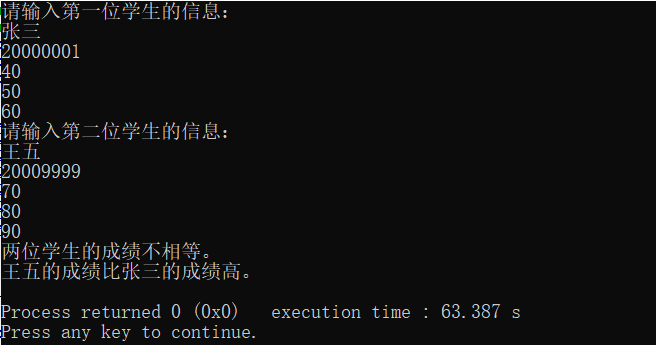 请输入第一位学生的信息:
张三
20000001
40
50
60
请输入第二位学生的信息:
王五
20009999
70
80
90
两位学生的成绩不相等。
王五的成绩比张三的成绩高。
Process returned 0 (0x0)   execution time : 63.387 s
Press any key to continue.